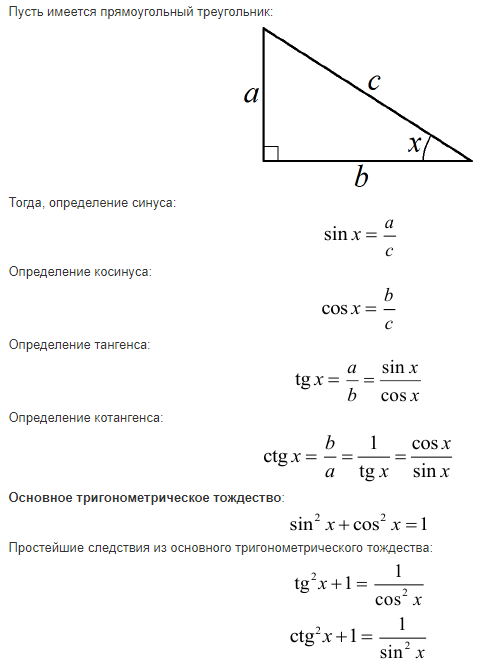 Пусть имеется прямоугольный треугольник:
a
c
x
b
Тогда, определение синуса:
sin x = a/c
Определение косинуса:
cos x = b/c
Определение тангенса:
tg x = a/b = sin x/cos x
Определение котангенса:
ctg x = b/a = 1/tg x = cos x/sin x
Основное тригонометрическое тождество:
sin² x + cos² x = 1
Простейшие следствия из основного тригонометрического тождества:
tg² x + 1 = 1/cos² x
ctg² x + 1 = 1/sin² x